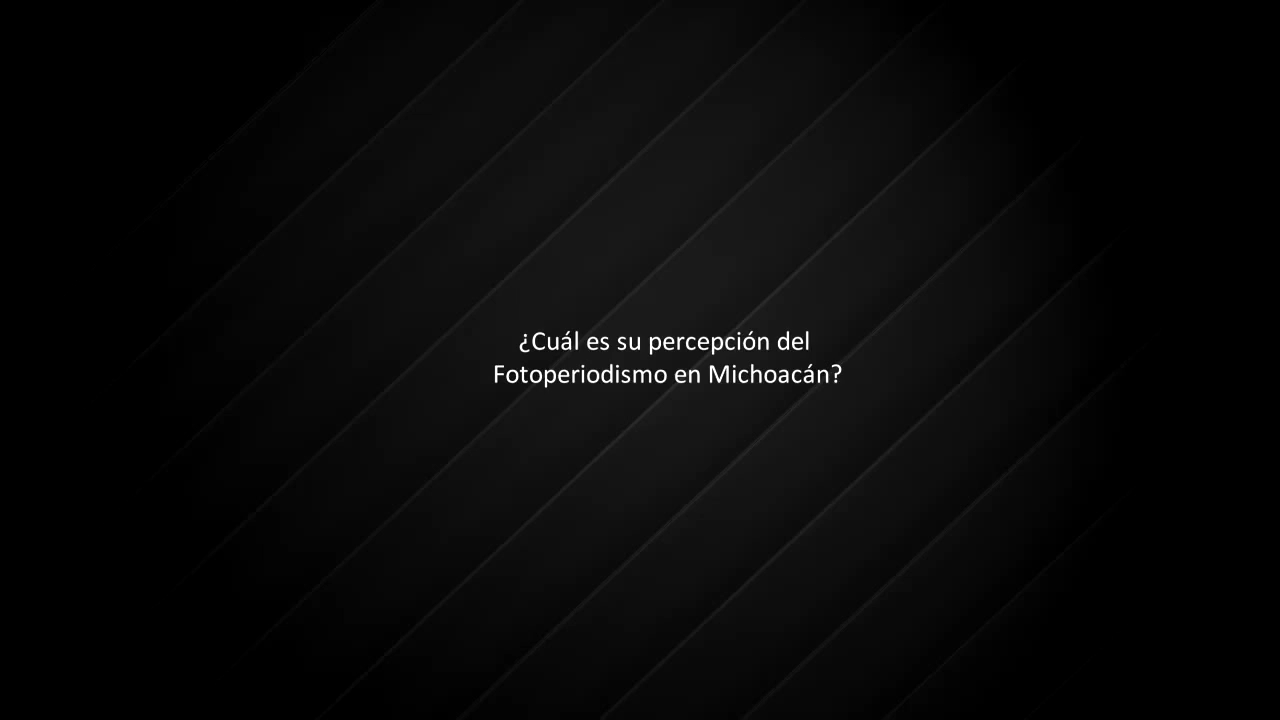 ¿Cuál es su percepción del
Fotoperiodismo en Michoacán?